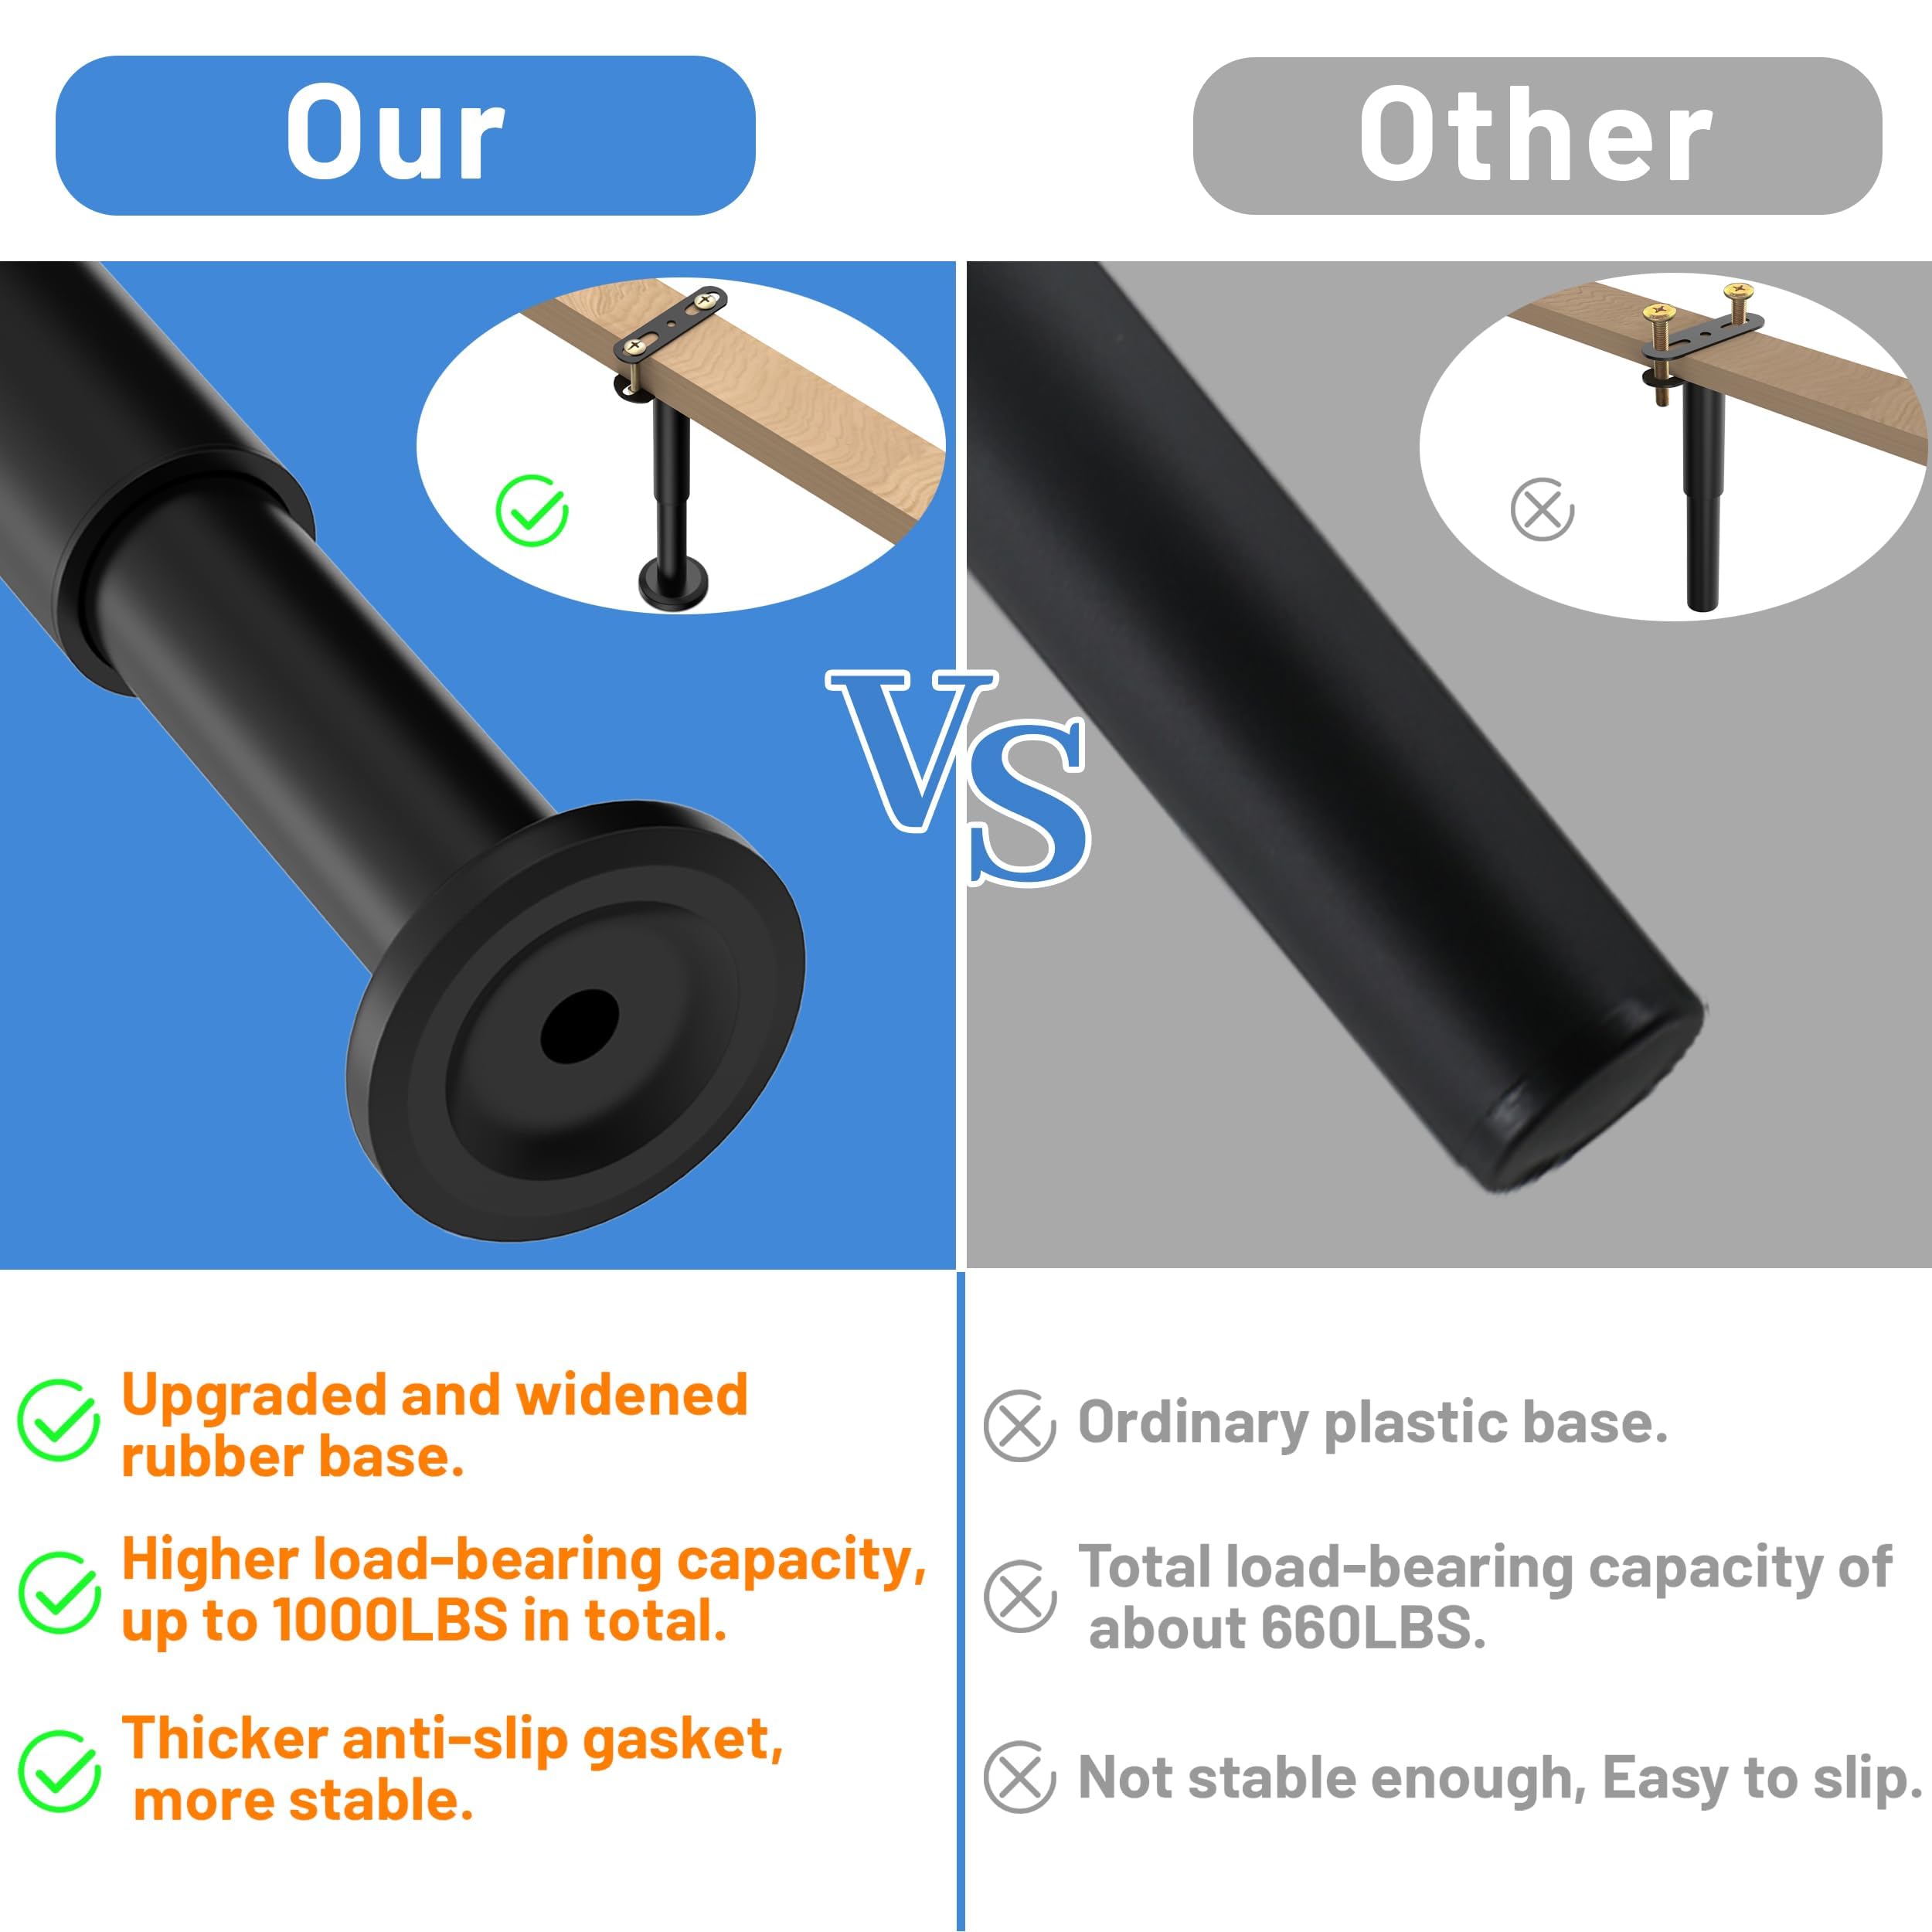 Our
Other
VS
Upgraded and widened
rubber base.
Higher load-bearing capacity,
up to 1000LBS in total.
Thicker anti-slip gasket,
more stable.
Ordinary plastic base.
Total load-bearing capacity of
about 660LBS.
Not stable enough, Easy to slip.